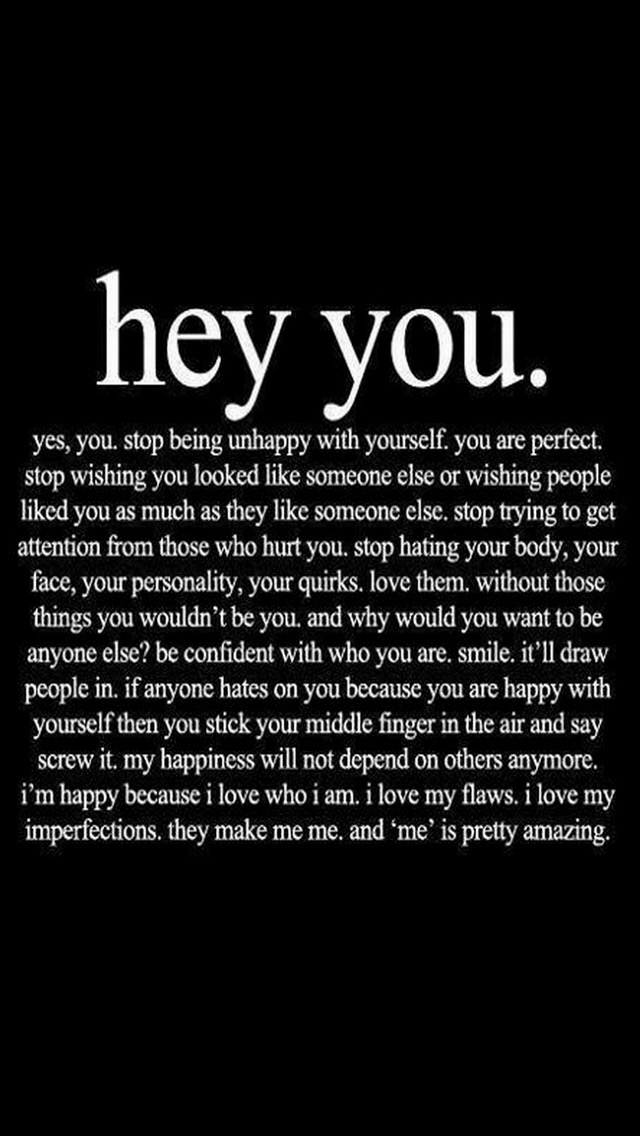 hey you.
yes, you. stop being unhappy with yourself. you are perfect.
stop wishing you looked like someone else or wishing people
liked you as much as they like someone else. stop trying to get
attention from those who hurt you. stop hating your body, your
face, your personality, your quirks. love them. without those
things you wouldn't be you. and why would you want to be
anyone else? be confident with who you are. smile. it'll draw
people in. if anyone hates on you because you are happy with
yourself then you stick your middle finger in the air and say
screw it. my happiness will not depend on others anymore.
i'm happy because i love who i am. i love my flaws. i love my
imperfections. they make me me. and ‘me’ is pretty amazing.